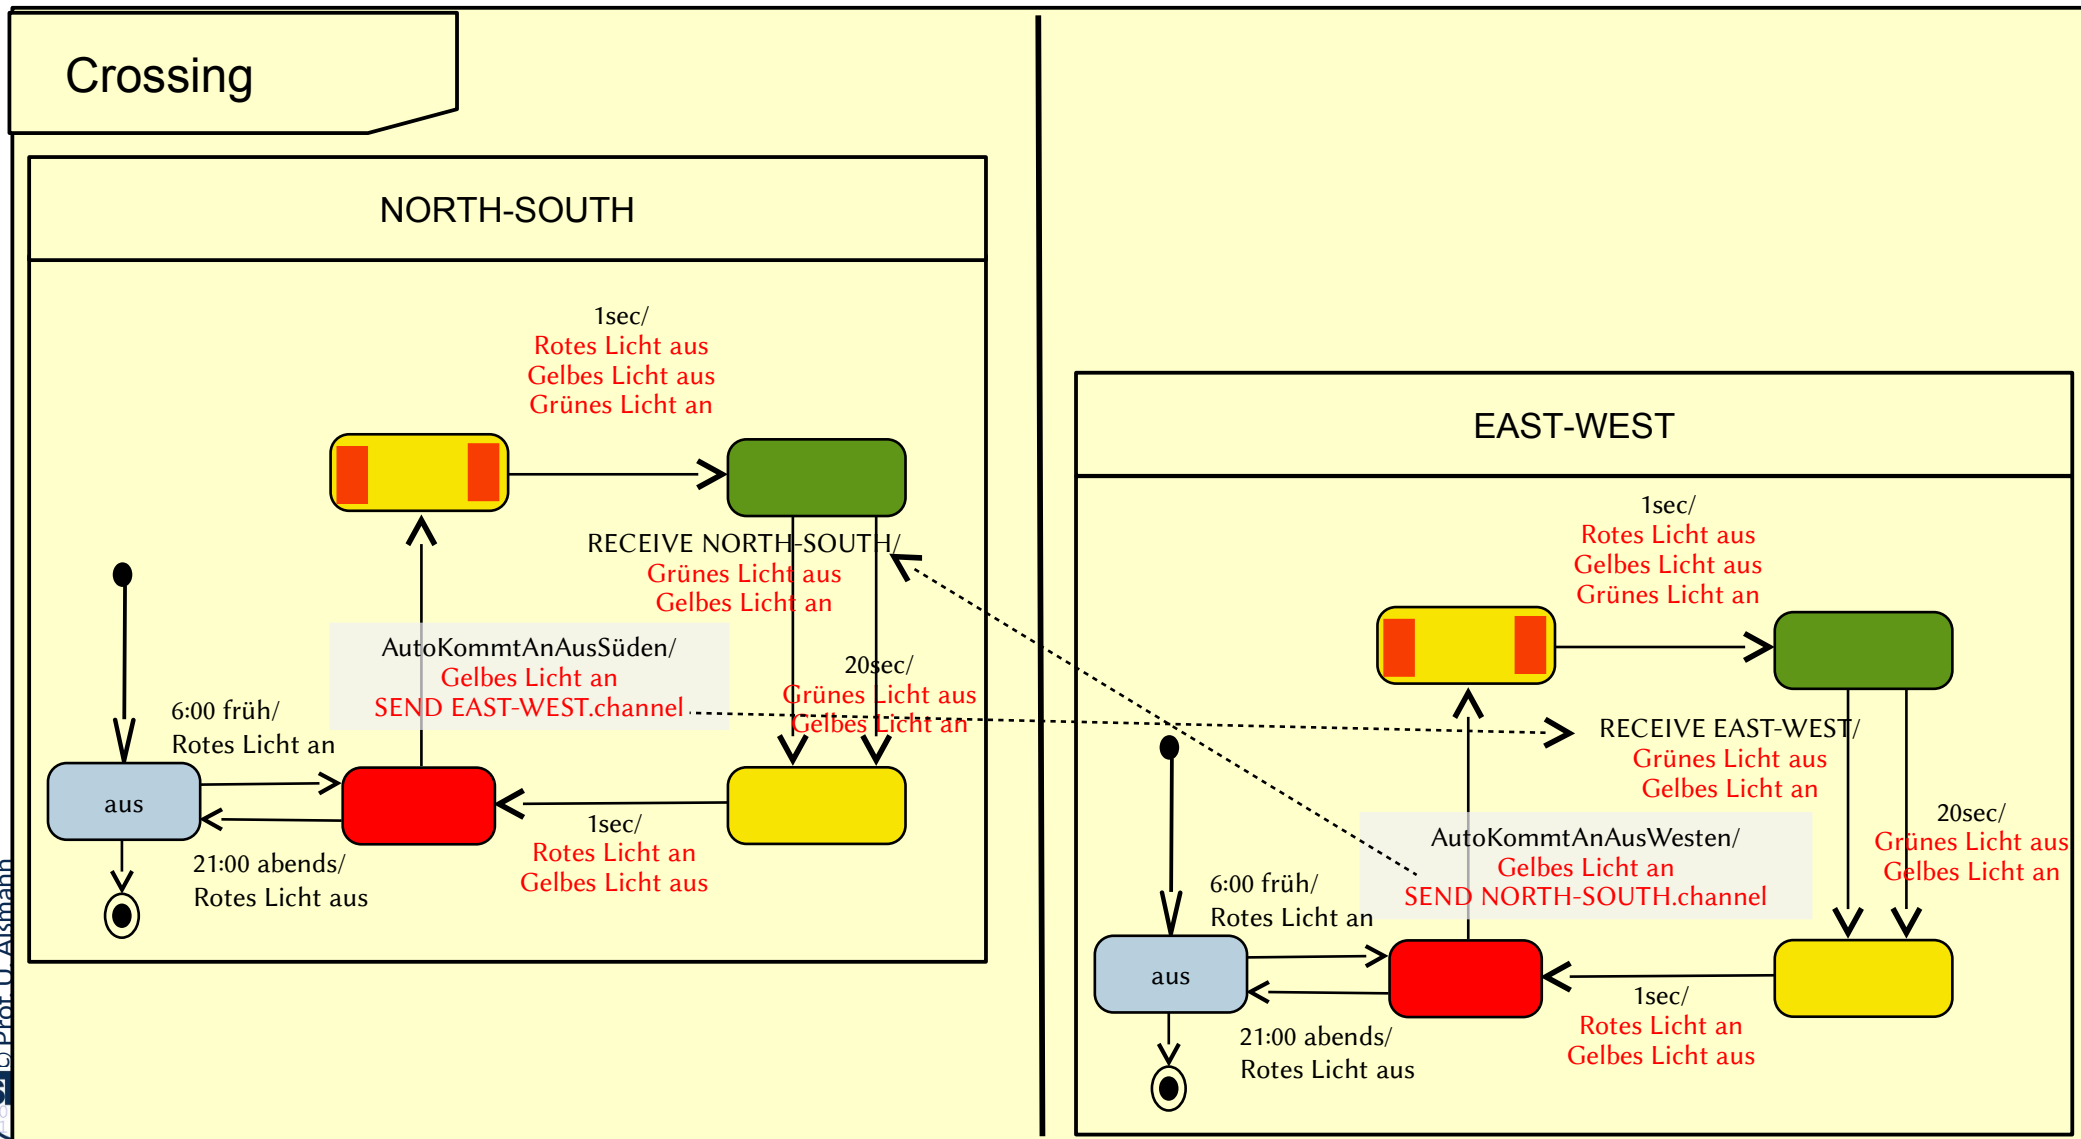 Crossing
NORTH-SOUTH
1sec/
Rotes Licht aus
Gelbes Licht aus
Grünes Licht an
RECEIVE NORTH-SOUTH/
Grünes Licht aus
Gelbes Licht an
AutoKommtAnAusSüden/
Gelbes Licht an
SEND EAST-WEST.channel
20sec/
Grünes Licht aus
Gelbes Licht an
6:00 früh/
Rotes Licht an
aus
21:00 abends/
Rotes Licht aus
1sec/
Rotes Licht an
Gelbes Licht aus
EAST-WEST
1sec/
Rotes Licht aus
Gelbes Licht aus
Grünes Licht an
RECEIVE EAST-WEST/
Grünes Licht aus
Gelbes Licht an
AutoKommtAnAusWesten/
Gelbes Licht an
SEND NORTH-SOUTH.channel
20sec/
Grünes Licht aus
Gelbes Licht an
6:00 früh/
Rotes Licht an
aus
21:00 abends/
Rotes Licht aus
1sec/
Rotes Licht an
Gelbes Licht aus
Prof. U. Aßmann